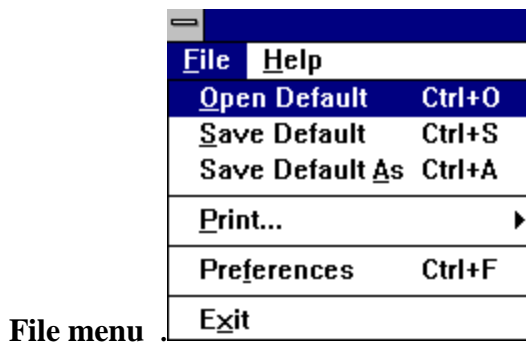 File Help
Open Default Ctrl+O
Save Default Ctrl+S
Save Default As Ctrl+A
Print...
Preferences Ctrl+F
File menu . Exit